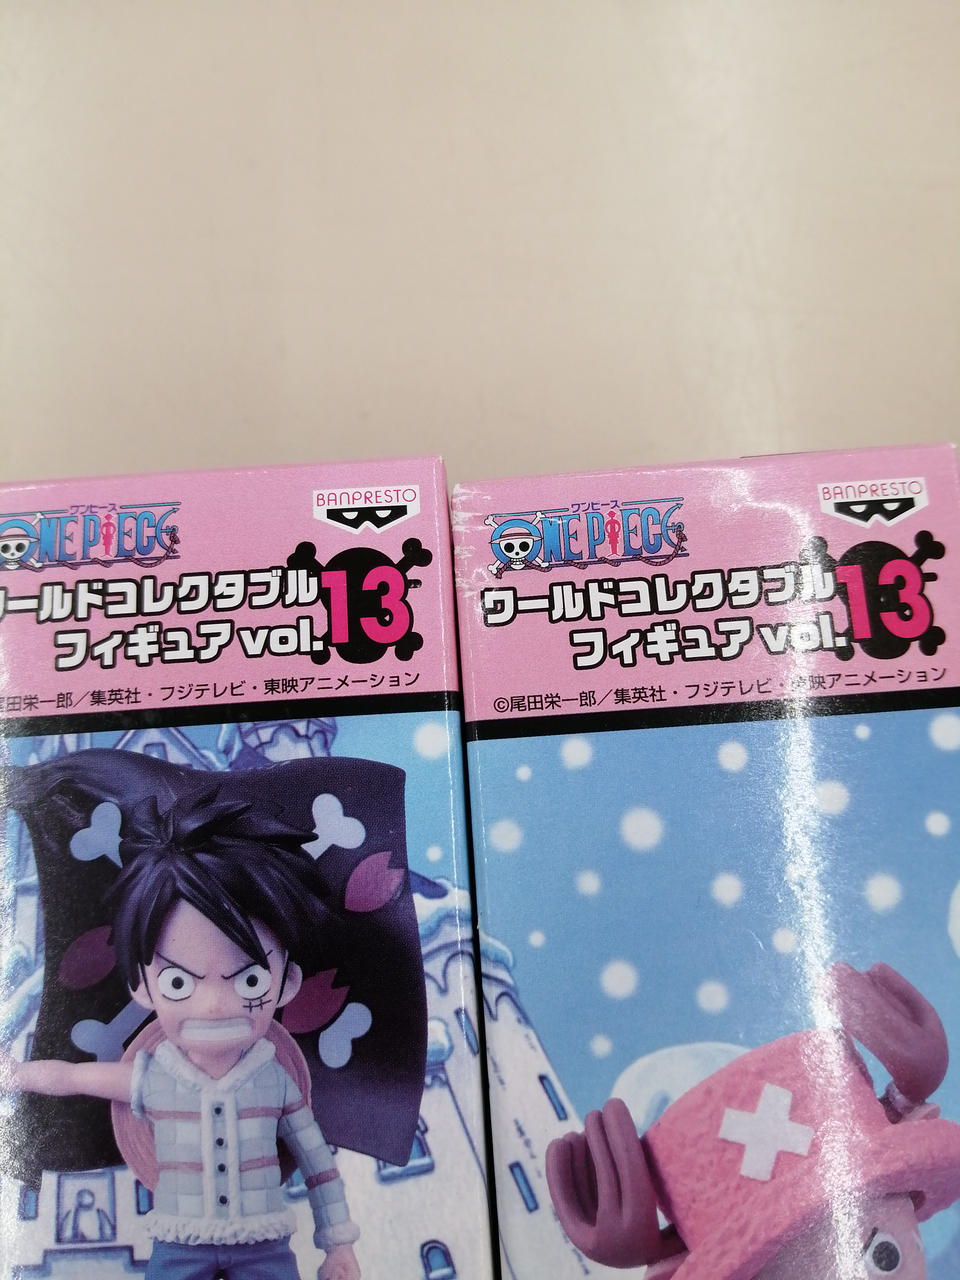 ワンピース
ONE PIECE
BANPRESTO
ワールドコレクタブル
フィギュア vol.13
尾田栄一郎／集英社・フジテレビ・東映アニメーション
ワンピース
ONE PIECE
BANPRESTO
ワールドコレクタブル
フィギュア vol.13
©尾田栄一郎／集英社・フジテレビ・東映アニメーション